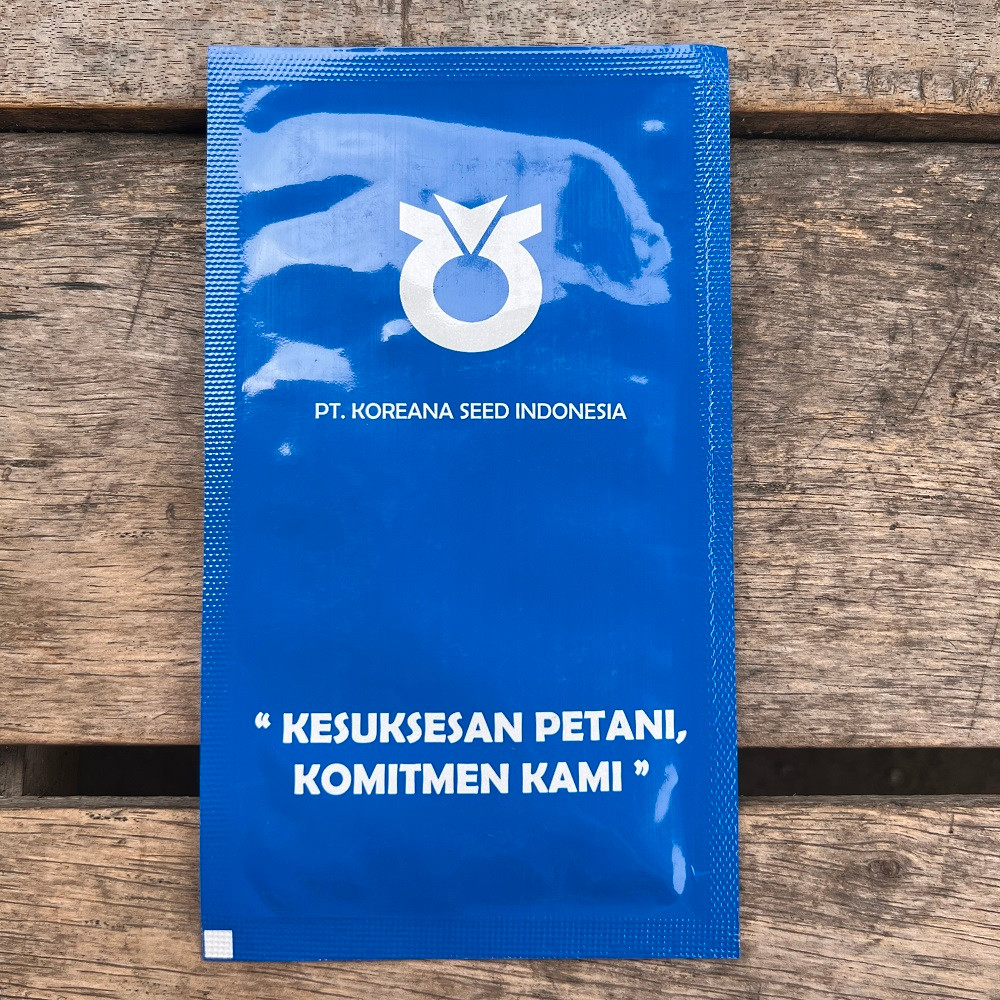 PT. KOREANA SEED INDONESIA
“ KESUKSESAN PETANI,
KOMITMEN KAMI ”